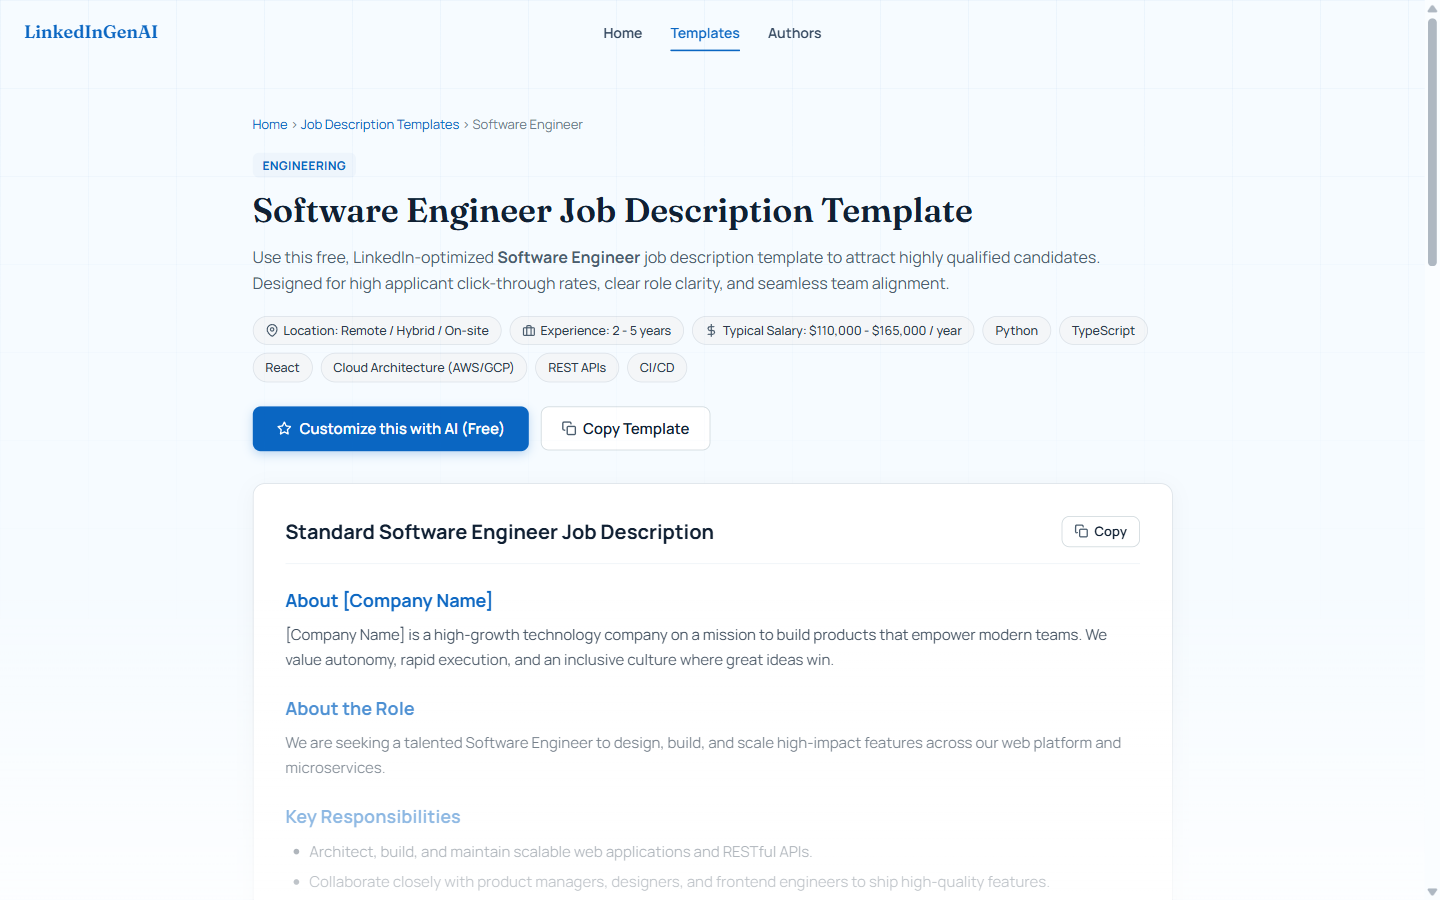 LinkedInGenAI
Home
Templates
Authors
Home › Job Description Templates › Software Engineer
ENGINEERING
Software Engineer Job Description Template
Use this free, LinkedIn-optimized Software Engineer job description template to attract highly qualified candidates.
Designed for high applicant click-through rates, clear role clarity, and seamless team alignment.
Location: Remote / Hybrid / On-site
Experience: 2 - 5 years
Typical Salary: $110,000 - $165,000 / year
Python
TypeScript
React
Cloud Architecture (AWS/GCP)
REST APIs
CI/CD
Customize this with AI (Free)
Copy Template
Standard Software Engineer Job Description
Copy
About [Company Name]
[Company Name] is a high-growth technology company on a mission to build products that empower modern teams. We
value autonomy, rapid execution, and an inclusive culture where great ideas win.
About the Role
We are seeking a talented Software Engineer to design, build, and scale high-impact features across our web platform and
microservices.
Key Responsibilities
• Architect, build, and maintain scalable web applications and RESTful APIs.
• Collaborate closely with product managers, designers, and frontend engineers to ship high-quality features.